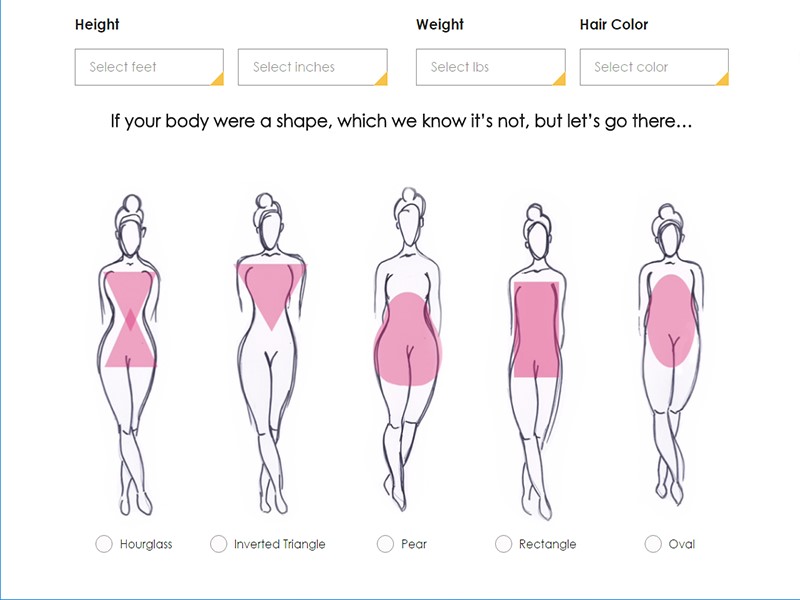 Height Weight Hair Color
Select feet Select inches Select lbs Select color
If your body were a shape, which we know it's not, but let's go there...
Hourglass Inverted Triangle Pear Rectangle Oval